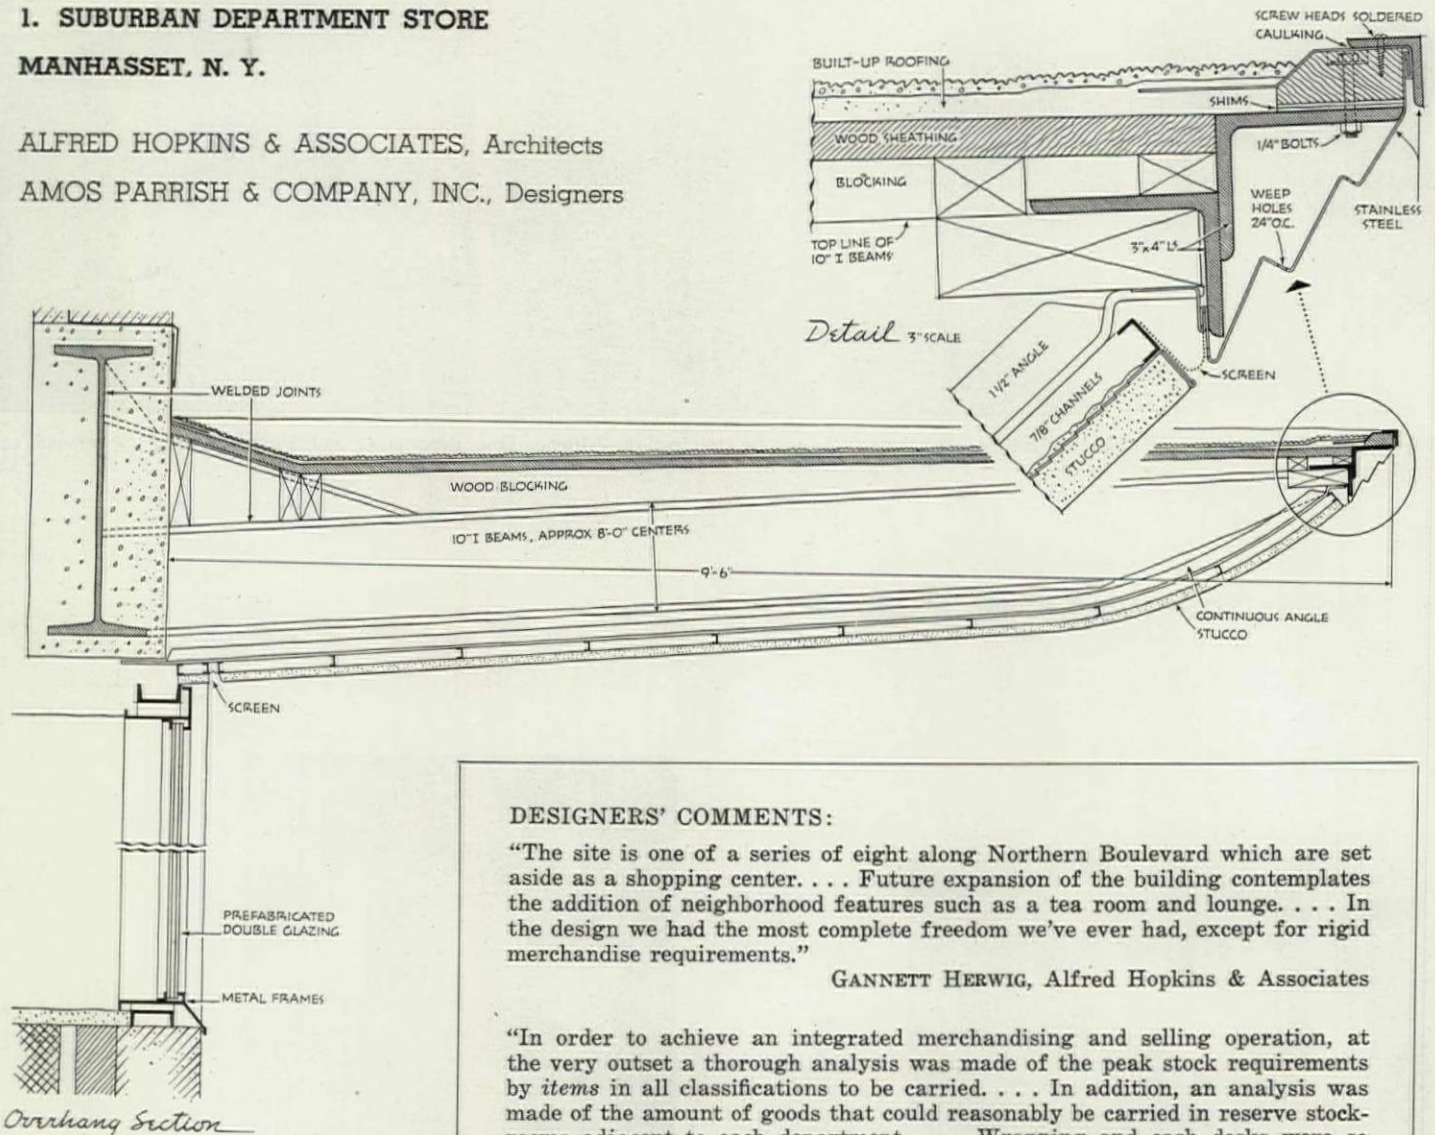 1. SUBURBAN DEPARTMENT STORE
MANHASSET, N. Y.
ALFRED HOPKINS & ASSOCIATES, Architects
AMOS PARRISH & COMPANY, INC., Designers
SCREW HEADS SOLDERED
CAULKING
BUILT-UP ROOFING
SHIMS
WOOD SHEATHING
1/4" BOLTS
BLOCKING
WEEP
HOLES
24" O.C.
STAINLESS
STEEL
TOP LINE OF
10" I BEAMS
3"x4" Ls
Detail 3" SCALE
1 1/2" ANGLE
7/8" CHANNELS
STUCCO
SCREEN
WELDED JOINTS
WOOD BLOCKING
10" I BEAMS, APPROX 8'-0" CENTERS
9'-6"
CONTINUOUS ANGLE
STUCCO
SCREEN
PREFABRICATED
DOUBLE GLAZING
METAL FRAMES
Overhang Section
DESIGNERS' COMMENTS:
“The site is one of a series of eight along Northern Boulevard which are set
aside as a shopping center. . . . Future expansion of the building contemplates
the addition of neighborhood features such as a tea room and lounge. . . . In
the design we had the most complete freedom we've ever had, except for rigid
merchandise requirements.”
GANNETT HERWIG, Alfred Hopkins & Associates
“In order to achieve an integrated merchandising and selling operation, at
the very outset a thorough analysis was made of the peak stock requirements
by items in all classifications to be carried. . . . In addition, an analysis was
made of the amount of goods that could reasonably be carried in reserve stock-